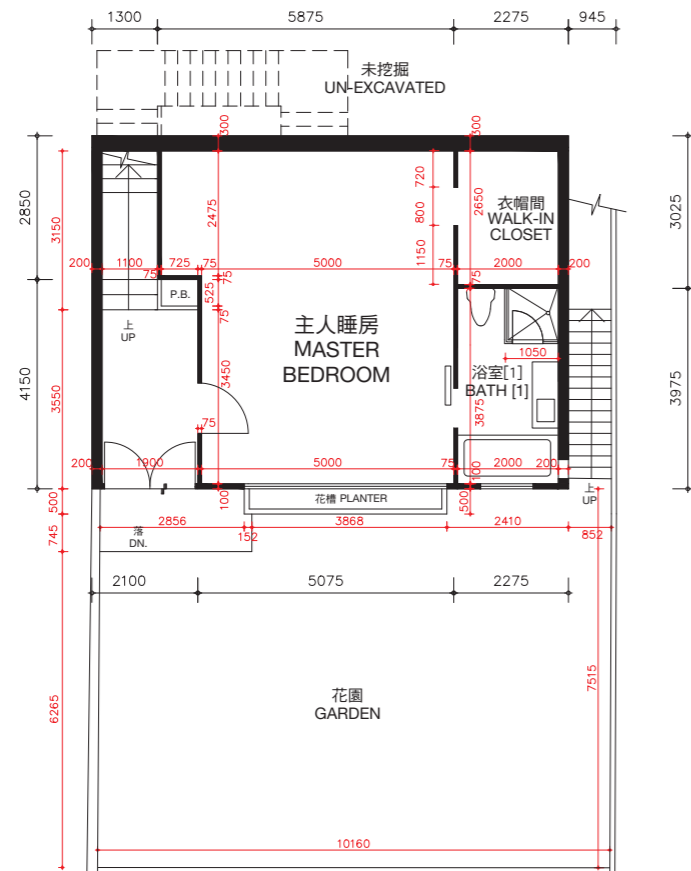 1300
5875
2275
945
未挖掘
UN-EXCAVATED
300
300
2850
3150
2475
720
800
1150
2650
衣帽間
WALK-IN
CLOSET
3025
200
1100
75
725
75
5000
75
2000
200
75
75
P.B.
525
75
上
UP
主人睡房
MASTER
BEDROOM
1050
浴室[1]
BATH [1]
4150
3550
3450
3875
3975
75
200
1900
5000
75
2000
200
100
100
花槽 PLANTER
500
500
上
UP
745
落
DN.
2856
152
3868
2410
852
2100
5075
2275
6265
7515
花園
GARDEN
10160